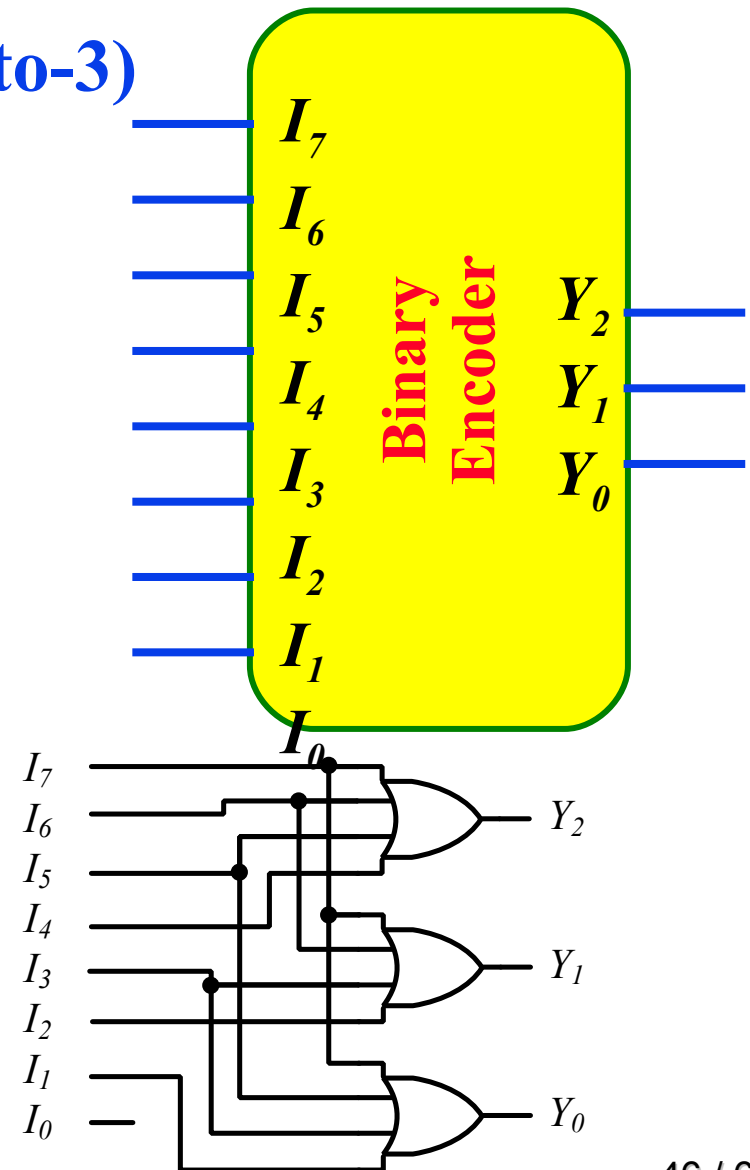 to-3)
I₇
I₆
I₅
I₄
I₃
I₂
I₁
I₀
Binary
Encoder
Y₂
Y₁
Y₀
I₇
I₆
I₅
I₄
I₃
I₂
I₁
I₀
Y₂
Y₁
Y₀